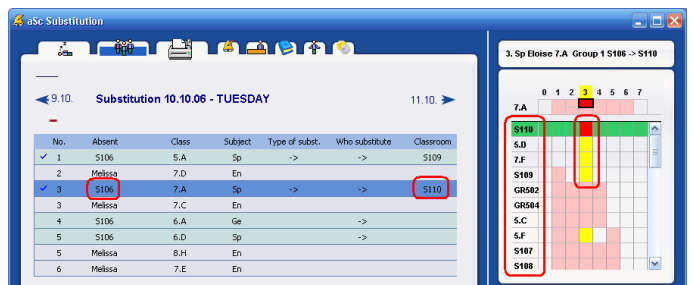 aSc Substitution
3. Sp Eloise 7.A Group 1 S106 -> S110
9.10. Substitution 10.10.06 - TUESDAY 11.10.
No. Absent Class Subject Type of subst. Who substitute Classroom
1 S106 5.A Sp -> -> S109
2 Melissa 7.D En
3 S106 7.A Sp -> -> S110
3 Melissa 7.C En
4 S106 6.A Ge ->
5 S106 6.D Sp ->
5 Melissa 8.H En
6 Melissa 7.E En
0 1 2 3 4 5 6 7
7.A
S110
5.D
7.F
S109
GR502
GR504
5.C
5.F
S107
S108